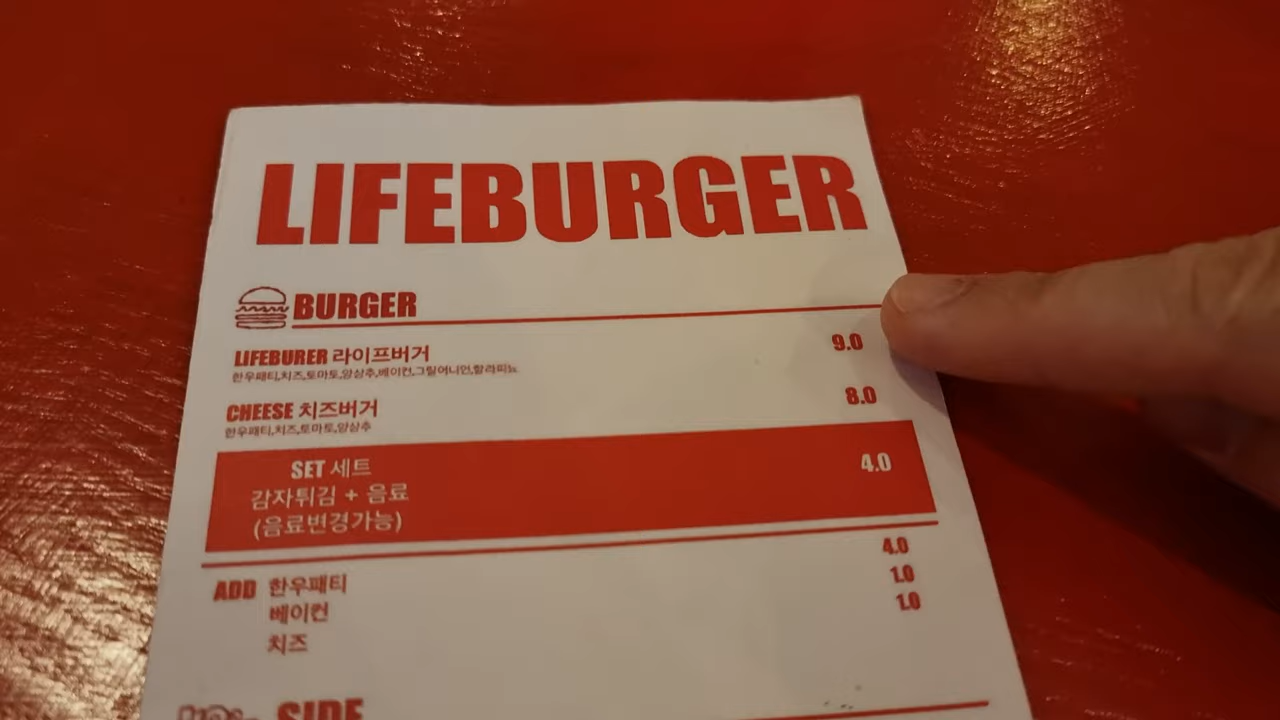 LIFEBURGER
BURGER
LIFEBURER 라이프버거 9.0
한우패티,치즈,토마토,양상추,베이컨,그릴어니언,할라피뇨
CHEESE 치즈버거 8.0
한우패티,치즈,토마토,양상추
SET 세트 4.0
감자튀김 + 음료
(음료변경가능)
ADD 한우패티 4.0
베이컨 1.0
치즈 1.0
SIDE